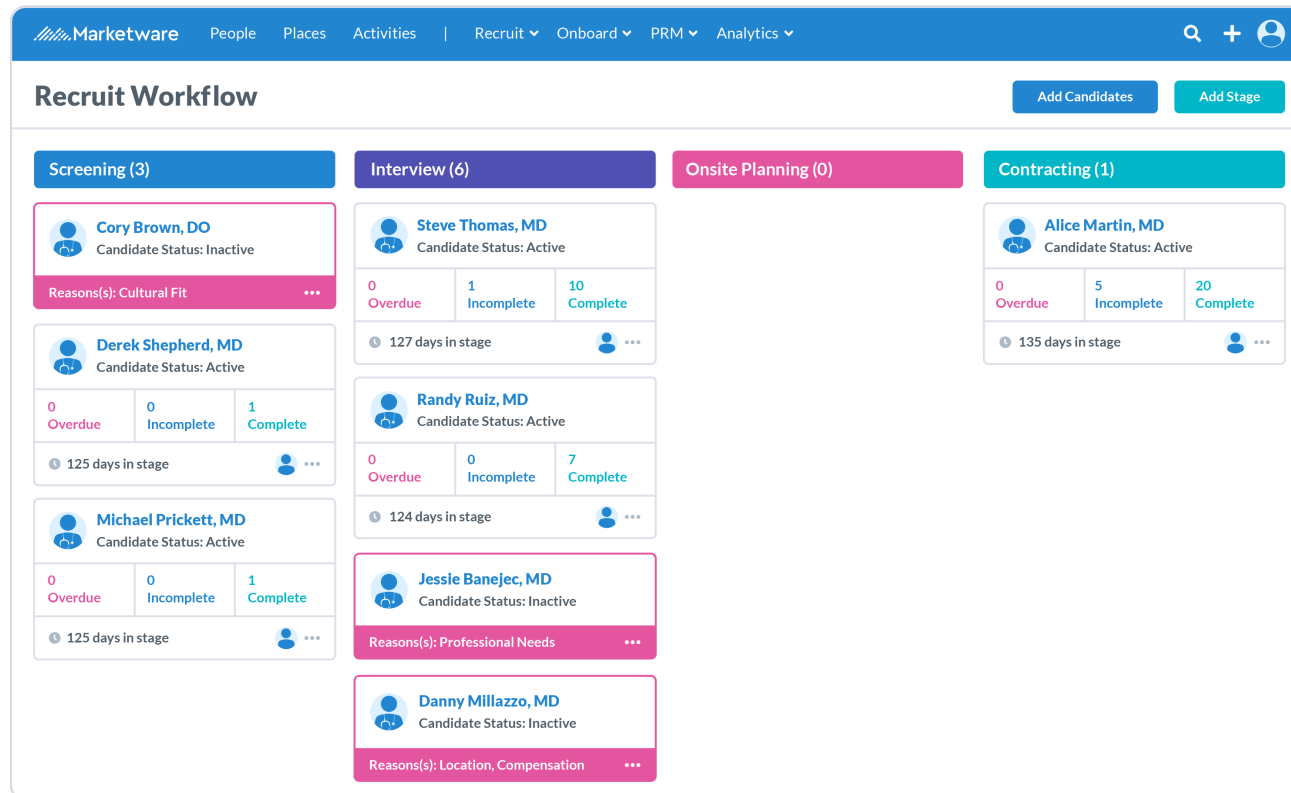 Marketware People Places Activities | Recruit Onboard PRM Analytics
Recruit Workflow
Add Candidates
Add Stage
Screening (3)
Cory Brown, DO
Candidate Status: Inactive
Reasons(s): Cultural Fit
Derek Shepherd, MD
Candidate Status: Active
0 Overdue
0 Incomplete
1 Complete
125 days in stage
Michael Prickett, MD
Candidate Status: Active
0 Overdue
0 Incomplete
1 Complete
125 days in stage
Interview (6)
Steve Thomas, MD
Candidate Status: Active
0 Overdue
1 Incomplete
10 Complete
127 days in stage
Randy Ruiz, MD
Candidate Status: Active
0 Overdue
0 Incomplete
7 Complete
124 days in stage
Jessie Banejec, MD
Candidate Status: Inactive
Reasons(s): Professional Needs
Danny Millazzo, MD
Candidate Status: Inactive
Reasons(s): Location, Compensation
Onsite Planning (0)
Contracting (1)
Alice Martin, MD
Candidate Status: Active
0 Overdue
5 Incomplete
20 Complete
135 days in stage